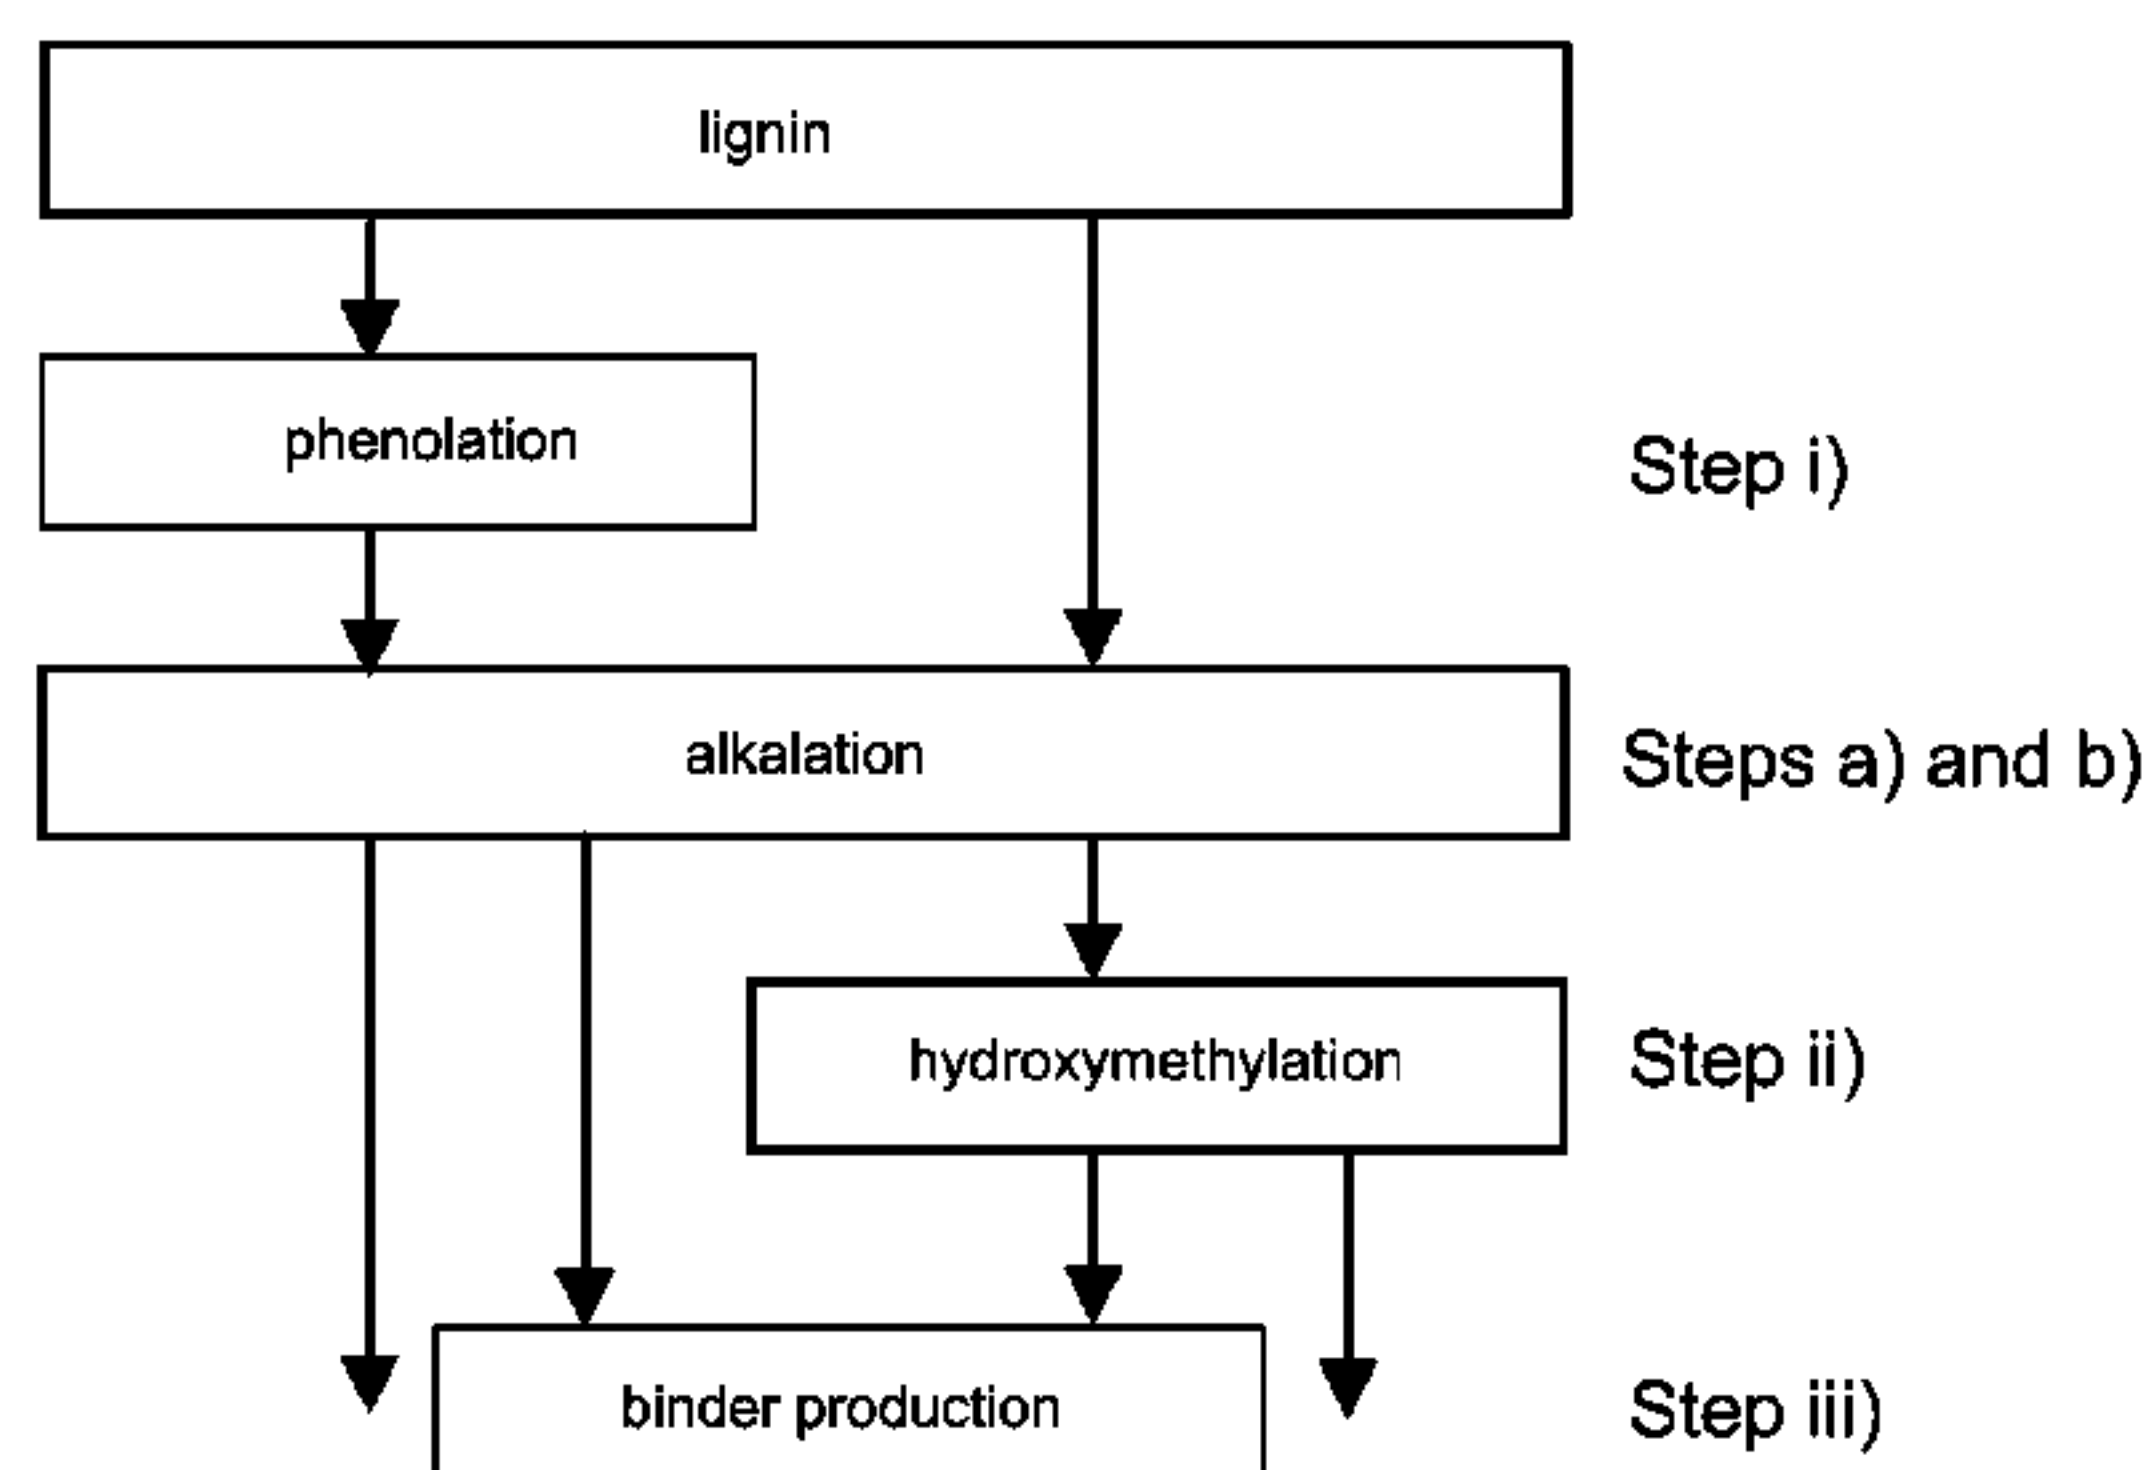 lignin
phenolation
Step i)
alkalation
Steps a) and b)
hydroxymethylation
Step ii)
binder production
Step iii)